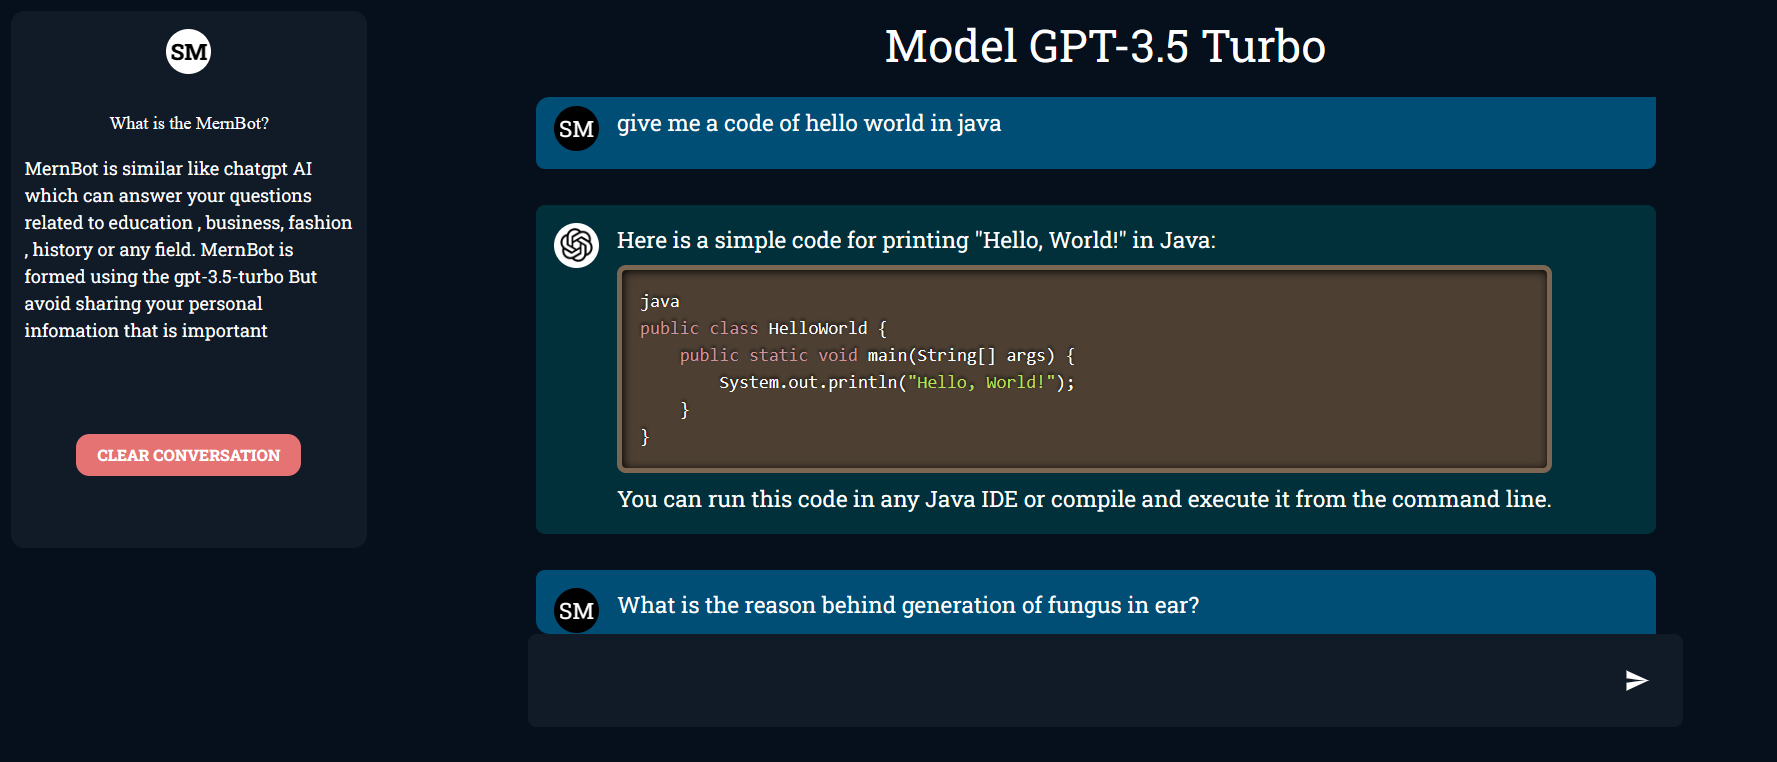 SM
What is the MernBot?
MernBot is similar like chatgpt AI
which can answer your questions
related to education , business, fashion
, history or any field. MernBot is
formed using the gpt-3.5-turbo But
avoid sharing your personal
infomation that is important
CLEAR CONVERSATION
Model GPT-3.5 Turbo
SM give me a code of hello world in java
Here is a simple code for printing "Hello, World!" in Java:
java
public class HelloWorld {
    public static void main(String[] args) {
        System.out.println("Hello, World!");
    }
}
You can run this code in any Java IDE or compile and execute it from the command line.
SM What is the reason behind generation of fungus in ear?